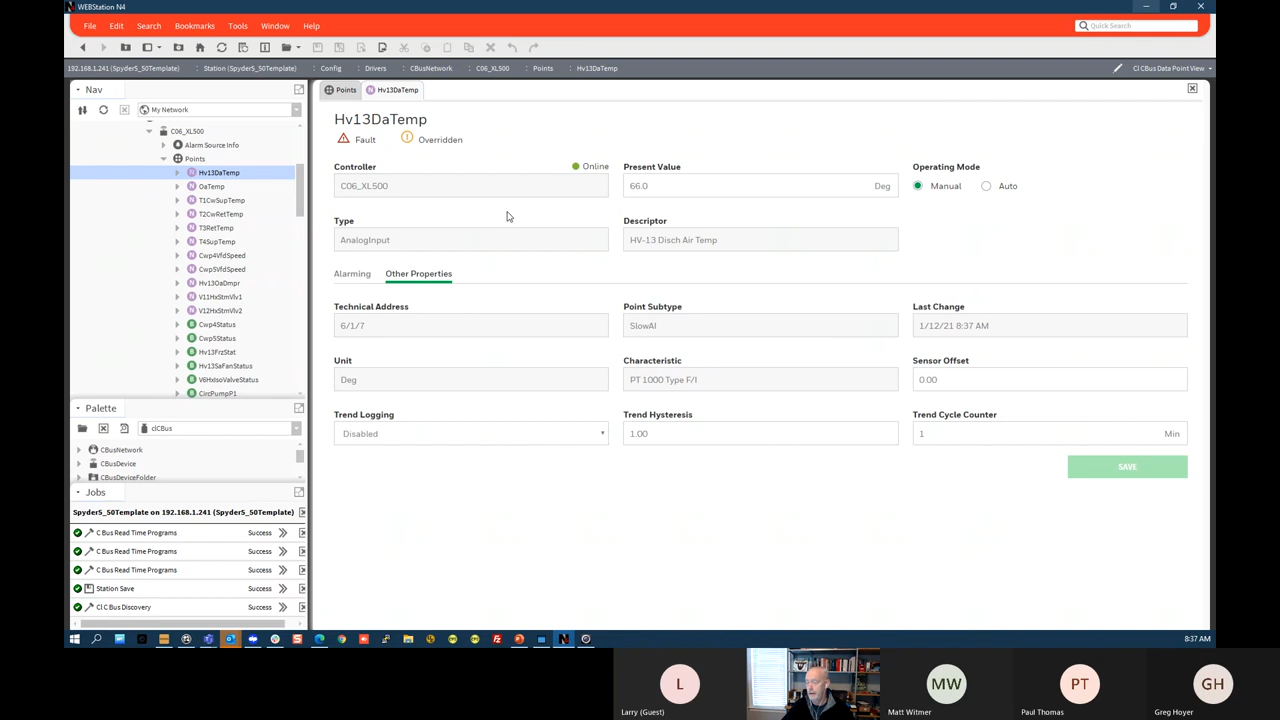 WEBStation N4
File Edit Search Bookmarks Tools Window Help
Quick Search
192.168.1.241 (Spyder5_50Template) Station (Spyder5_50Template) Config Drivers CBusNetwork C06_XL500 Points Hv13DaTemp Cl CBus Data Point View
Nav
My Network
C06_XL500
Alarm Source Info
Points
Hv13DaTemp
OaTemp
T1CwSupTemp
T2CwRetTemp
T3RetTemp
T4SupTemp
Cwp4VfdSpeed
Cwp5VfdSpeed
Hv13OaDmpr
V11HxStmVlv1
V12HxStmVlv2
Cwp4Status
Cwp5Status
Hv13FrzStat
Hv13SaFanStatus
V6HxIsoValveStatus
CircPumpP1
Palette
clCBus
CBusNetwork
CBusDevice
CBusDeviceFolder
Jobs
Spyder5_50Template on 192.168.1.241 (Spyder5_50Template)
C Bus Read Time Programs Success
C Bus Read Time Programs Success
C Bus Read Time Programs Success
Station Save Success
Cl C Bus Discovery Success
Points Hv13DaTemp
Hv13DaTemp
Fault Overridden
Controller Online Present Value Operating Mode
C06_XL500 66.0 Deg Manual Auto
Type Descriptor
AnalogInput HV-13 Disch Air Temp
Alarming Other Properties
Technical Address Point Subtype Last Change
6/1/7 SlowAI 1/12/21 8:37 AM
Unit Characteristic Sensor Offset
Deg PT 1000 Type F/I 0.00
Trend Logging Trend Hysteresis Trend Cycle Counter
Disabled 1.00 1 Min
SAVE
8:37 AM
L MW PT GH
Larry (Guest) Matt Witmer Paul Thomas Greg Hoyer